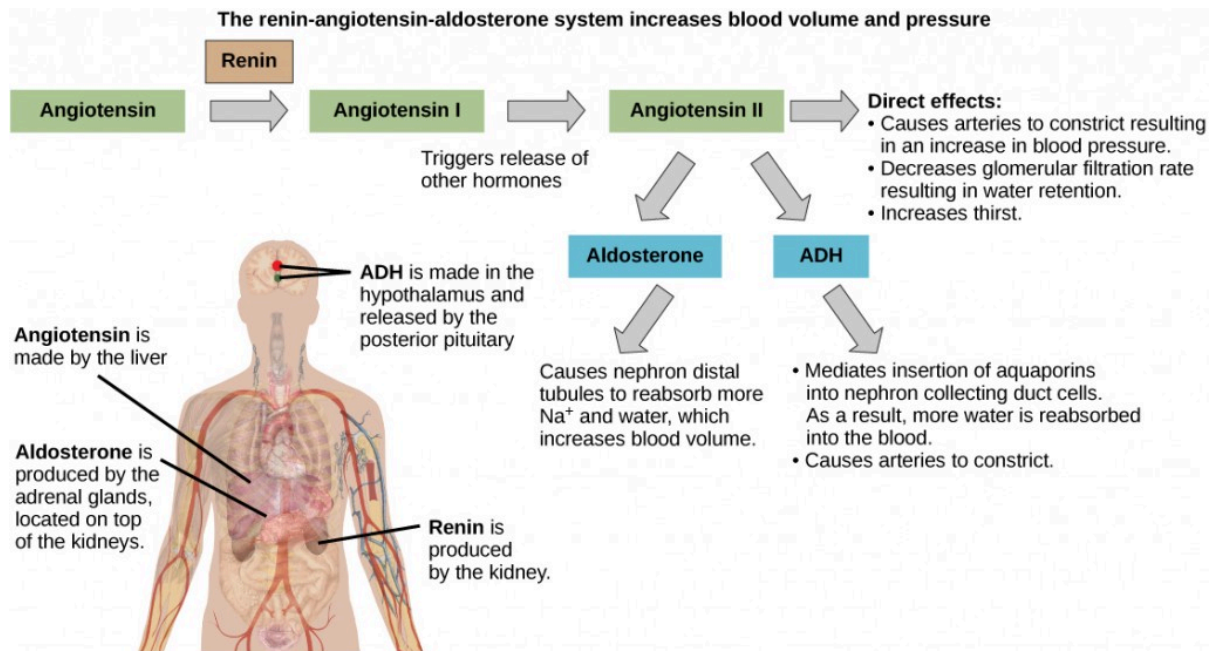 The renin-angiotensin-aldosterone system increases blood volume and pressure
Renin
Angiotensin
Angiotensin I
Angiotensin II
Direct effects:
• Causes arteries to constrict resulting
in an increase in blood pressure.
• Decreases glomerular filtration rate
resulting in water retention.
• Increases thirst.
Triggers release of
other hormones
Aldosterone
ADH
ADH is made in the
hypothalamus and
released by the
posterior pituitary
Angiotensin is
made by the liver
Aldosterone is
produced by the
adrenal glands,
located on top
of the kidneys.
Renin is
produced
by the kidney.
Causes nephron distal
tubules to reabsorb more
Na⁺ and water, which
increases blood volume.
• Mediates insertion of aquaporins
into nephron collecting duct cells.
As a result, more water is reabsorbed
into the blood.
• Causes arteries to constrict.